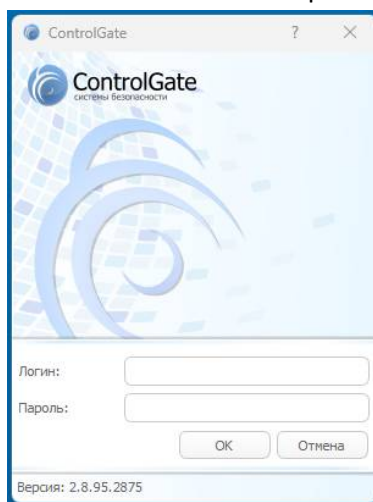 ControlGate
ControlGate
системы безопасности
Логин:
Пароль:
OK
Отмена
Версия: 2.8.95.2875